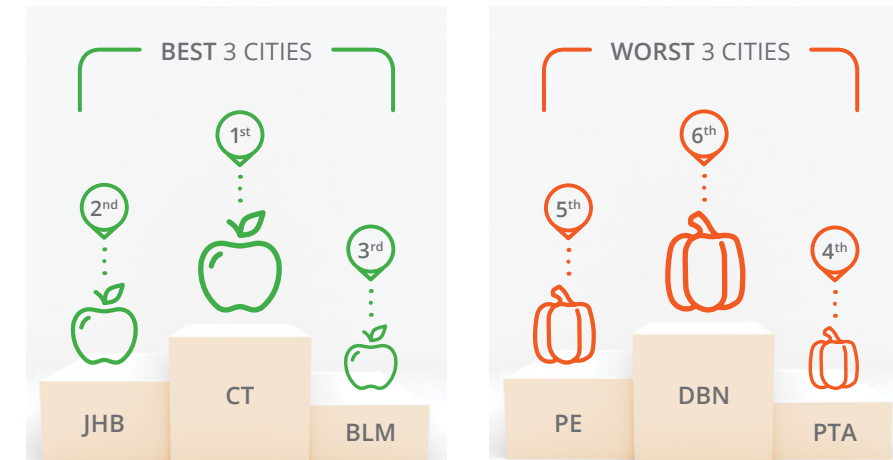 BEST 3 CITIES
1st
2nd
3rd
CT
JHB
BLM
WORST 3 CITIES
6th
5th
4th
DBN
PE
PTA